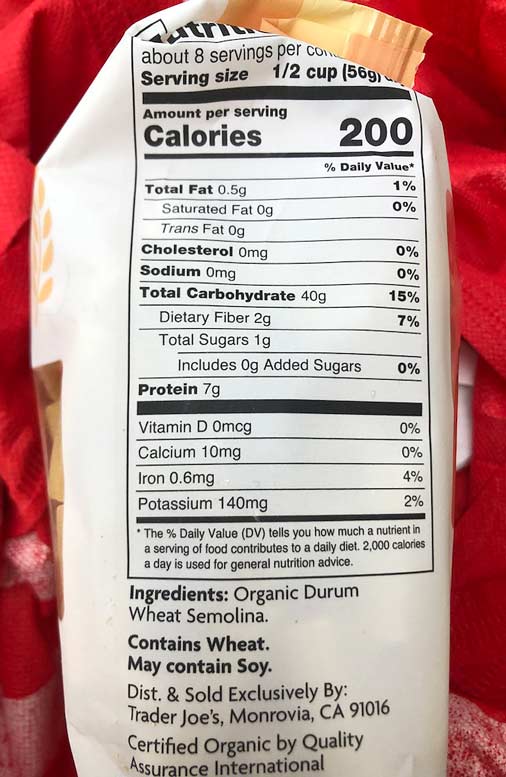 about 8 servings per
Serving size 1/2 cup (56g)
Amount per serving
Calories 200
% Daily Value*
Total Fat 0.5g 1%
Saturated Fat 0g 0%
Trans Fat 0g
Cholesterol 0mg 0%
Sodium 0mg 0%
Total Carbohydrate 40g 15%
Dietary Fiber 2g 7%
Total Sugars 1g
Includes 0g Added Sugars 0%
Protein 7g
Vitamin D 0mcg 0%
Calcium 10mg 0%
Iron 0.6mg 4%
Potassium 140mg 2%
* The % Daily Value (DV) tells you how much a nutrient in
a serving of food contributes to a daily diet. 2,000 calories
a day is used for general nutrition advice.
Ingredients: Organic Durum
Wheat Semolina.
Contains Wheat.
May contain Soy.
Dist. & Sold Exclusively By:
Trader Joe's, Monrovia, CA 91016
Certified Organic by Quality
Assurance International